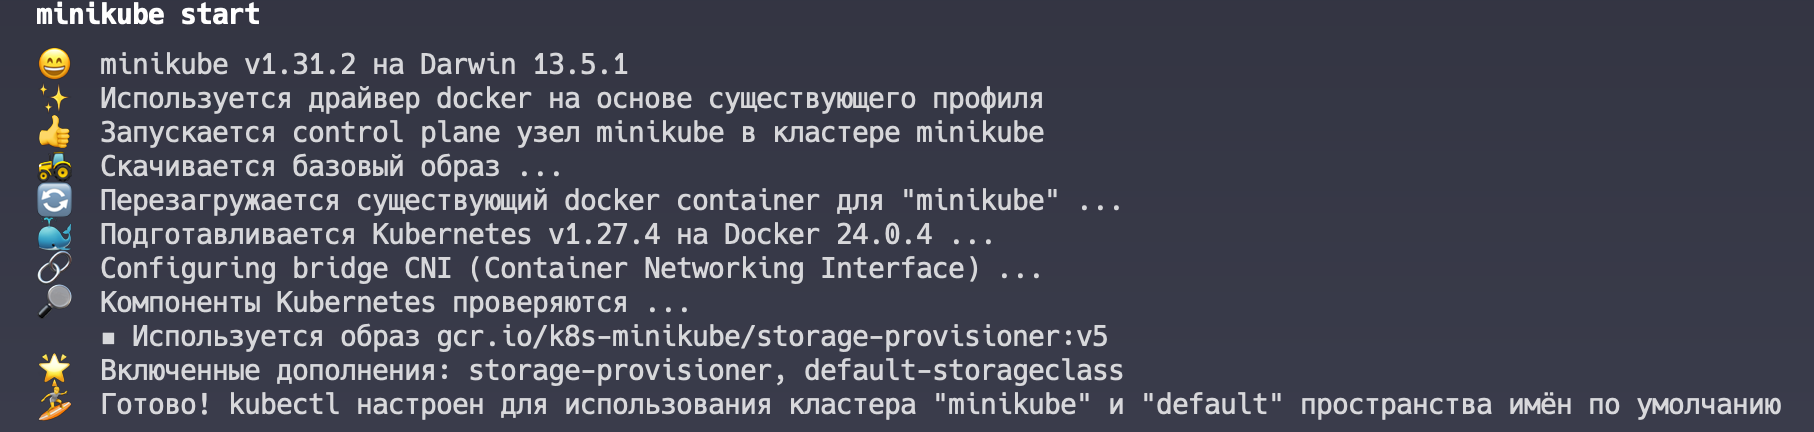 minikube start
😄 minikube v1.31.2 на Darwin 13.5.1
✨ Используется драйвер docker на основе существующего профиля
👍 Запускается control plane узел minikube в кластере minikube
🚜 Скачивается базовый образ ...
🔄 Перезагружается существующий docker container для "minikube" ...
🐳 Подготавливается Kubernetes v1.27.4 на Docker 24.0.4 ...
🔗 Configuring bridge CNI (Container Networking Interface) ...
🔎 Компоненты Kubernetes проверяются ...
▪ Используется образ gcr.io/k8s-minikube/storage-provisioner:v5
🌟 Включенные дополнения: storage-provisioner, default-storageclass
🏄 Готово! kubectl настроен для использования кластера "minikube" и "default" пространства имён по умолчанию